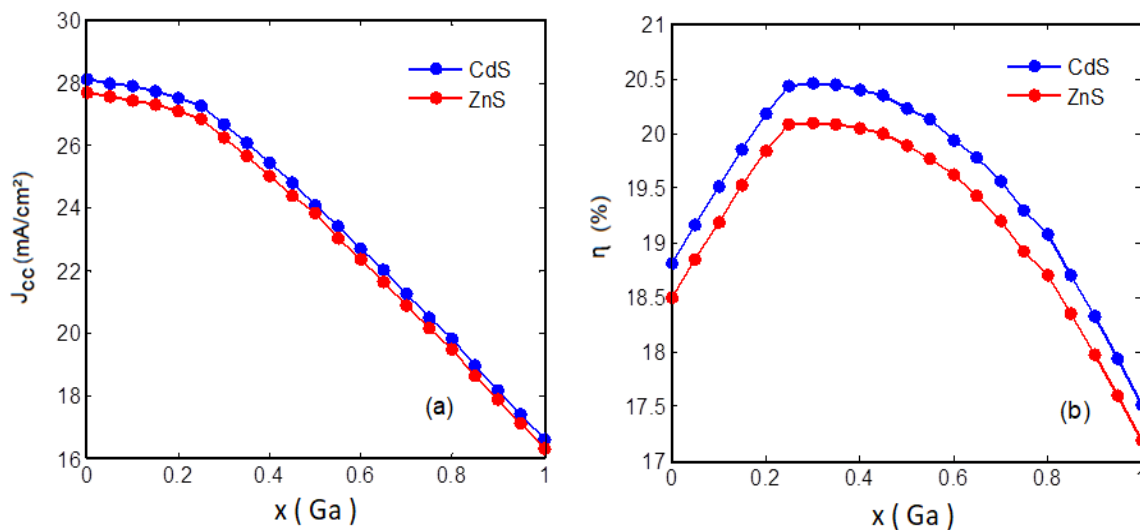 30
28
26
24
22
20
18
16
J_CC (mA/cm²)
CdS
ZnS
(a)
0 0.2 0.4 0.6 0.8 1
x ( Ga )
21
20.5
20
19.5
19
18.5
18
17.5
17
η (%)
CdS
ZnS
(b)
0 0.2 0.4 0.6 0.8 1
x ( Ga )